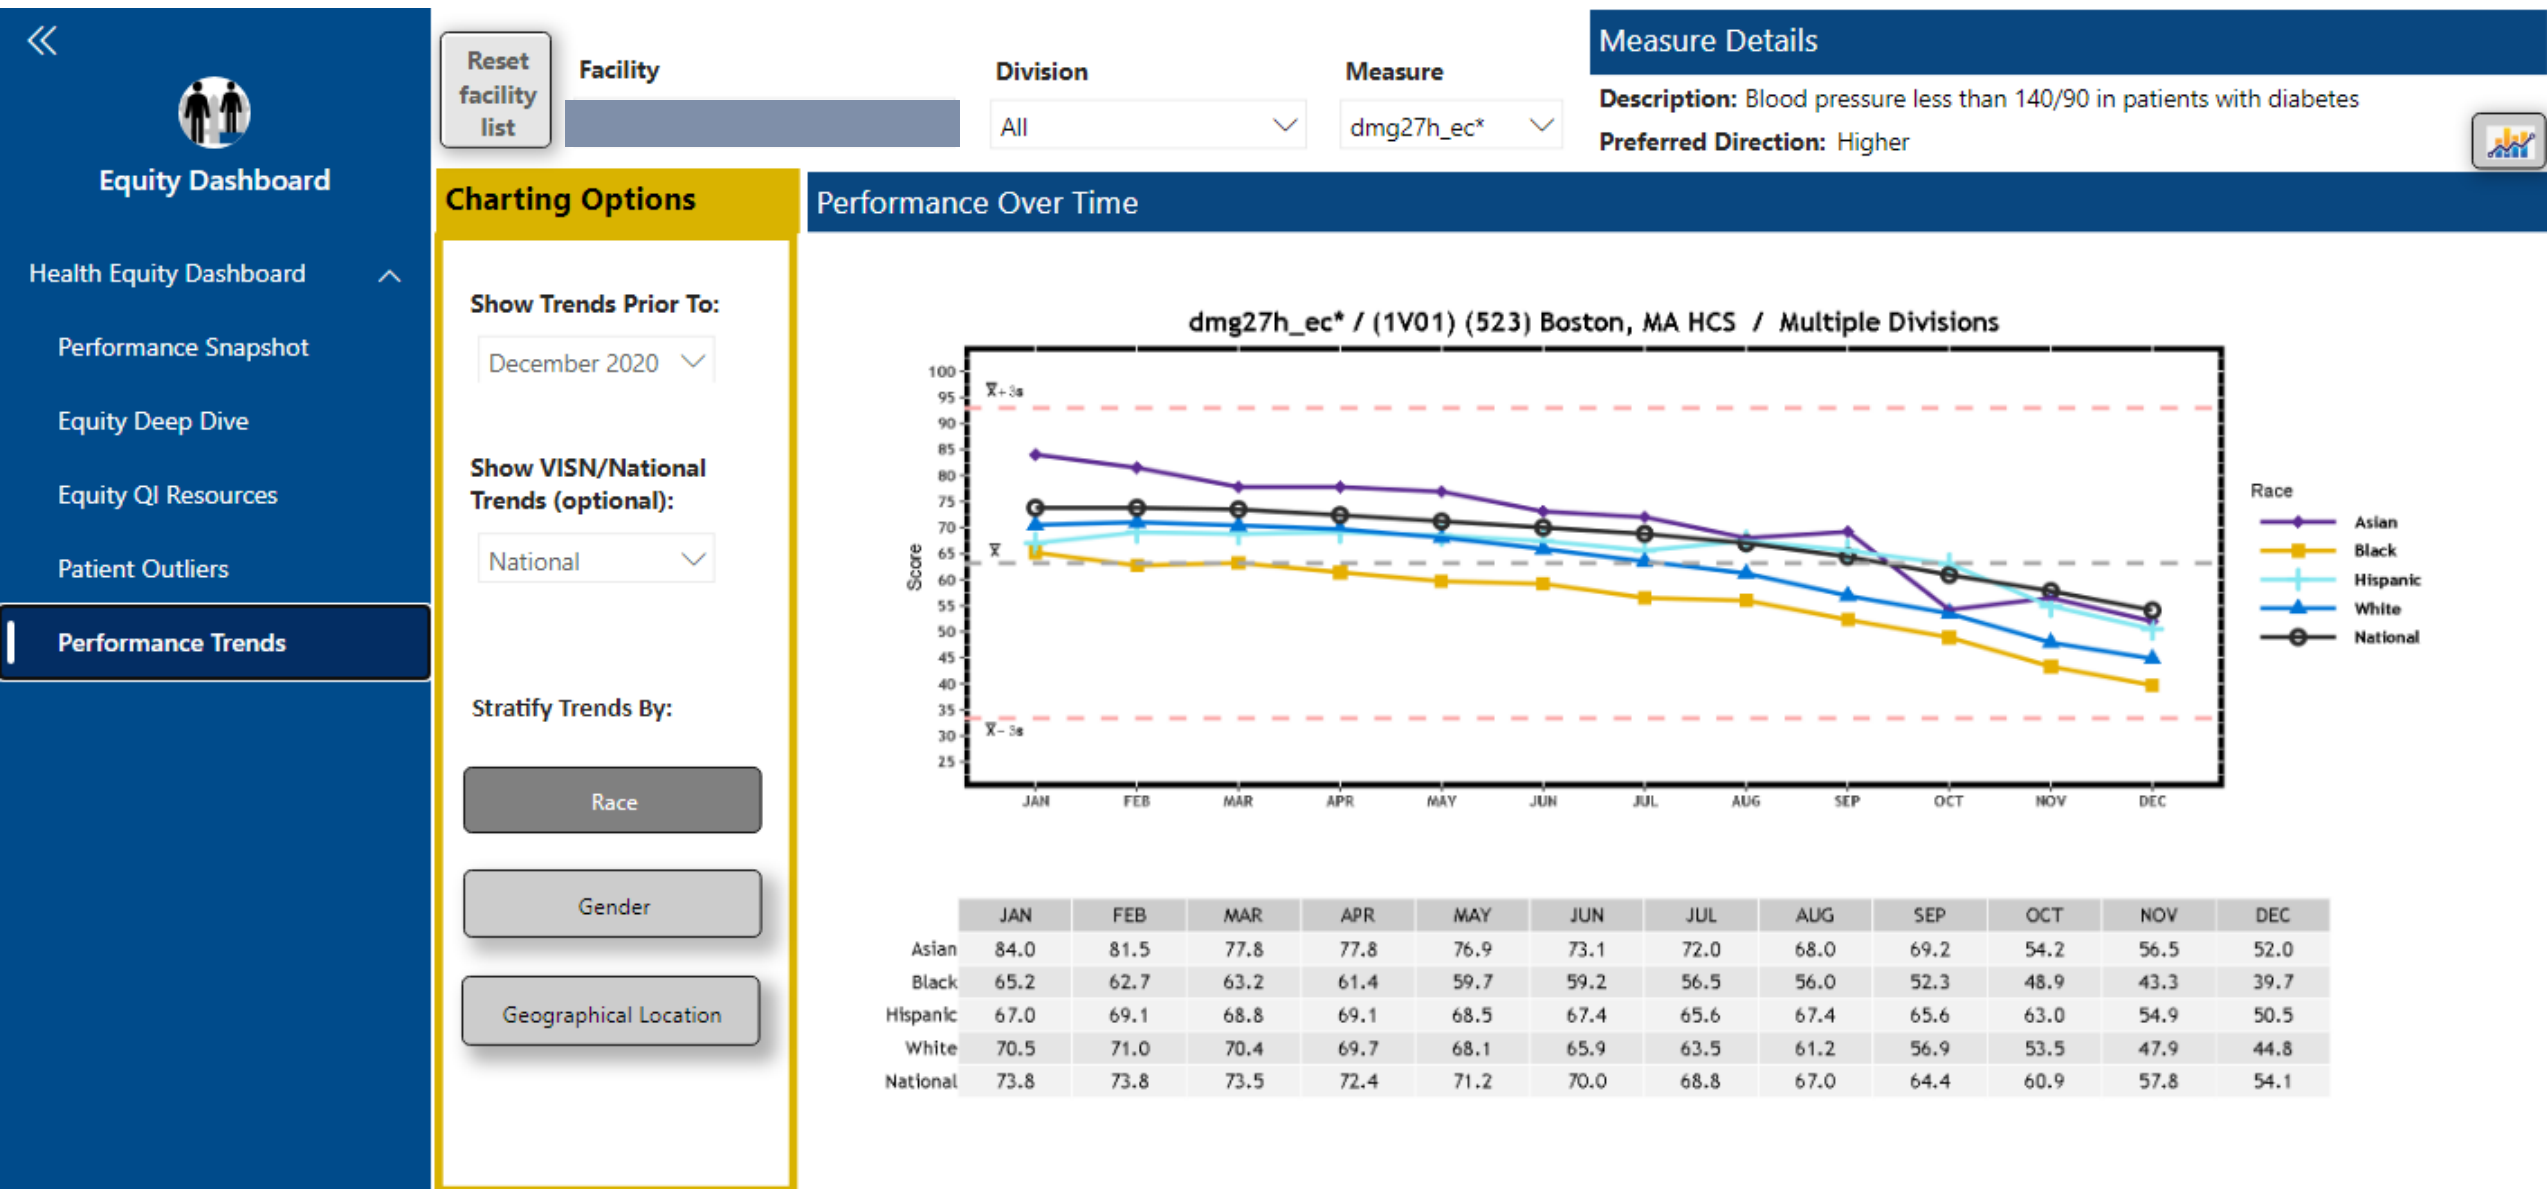 Equity Dashboard
Health Equity Dashboard
Performance Snapshot
Equity Deep Dive
Equity QI Resources
Patient Outliers
Performance Trends
Reset
facility
list
Facility
Division
All
Measure
dmg27h_ec*
Measure Details
Description: Blood pressure less than 140/90 in patients with diabetes
Preferred Direction: Higher
Charting Options
Show Trends Prior To:
December 2020
Show VISN/National
Trends (optional):
National
Stratify Trends By:
Race
Gender
Geographical Location
Performance Over Time
dmg27h_ec* / (1V01) (523) Boston, MA HCS / Multiple Divisions
Score
100
95
90
85
80
75
70
65
60
55
50
45
40
35
30
25
X̅+3s
X̅
X̅-3s
JAN FEB MAR APR MAY JUN JUL AUG SEP OCT NOV DEC
Race
Asian
Black
Hispanic
White
National
JAN FEB MAR APR MAY JUN JUL AUG SEP OCT NOV DEC
Asian 84.0 81.5 77.8 77.8 76.9 73.1 72.0 68.0 69.2 54.2 56.5 52.0
Black 65.2 62.7 63.2 61.4 59.7 59.2 56.5 56.0 52.3 48.9 43.3 39.7
Hispanic 67.0 69.1 68.8 69.1 68.5 67.4 65.6 67.4 65.6 63.0 54.9 50.5
White 70.5 71.0 70.4 69.7 68.1 65.9 63.5 61.2 56.9 53.5 47.9 44.8
National 73.8 73.8 73.5 72.4 71.2 70.0 68.8 67.0 64.4 60.9 57.8 54.1